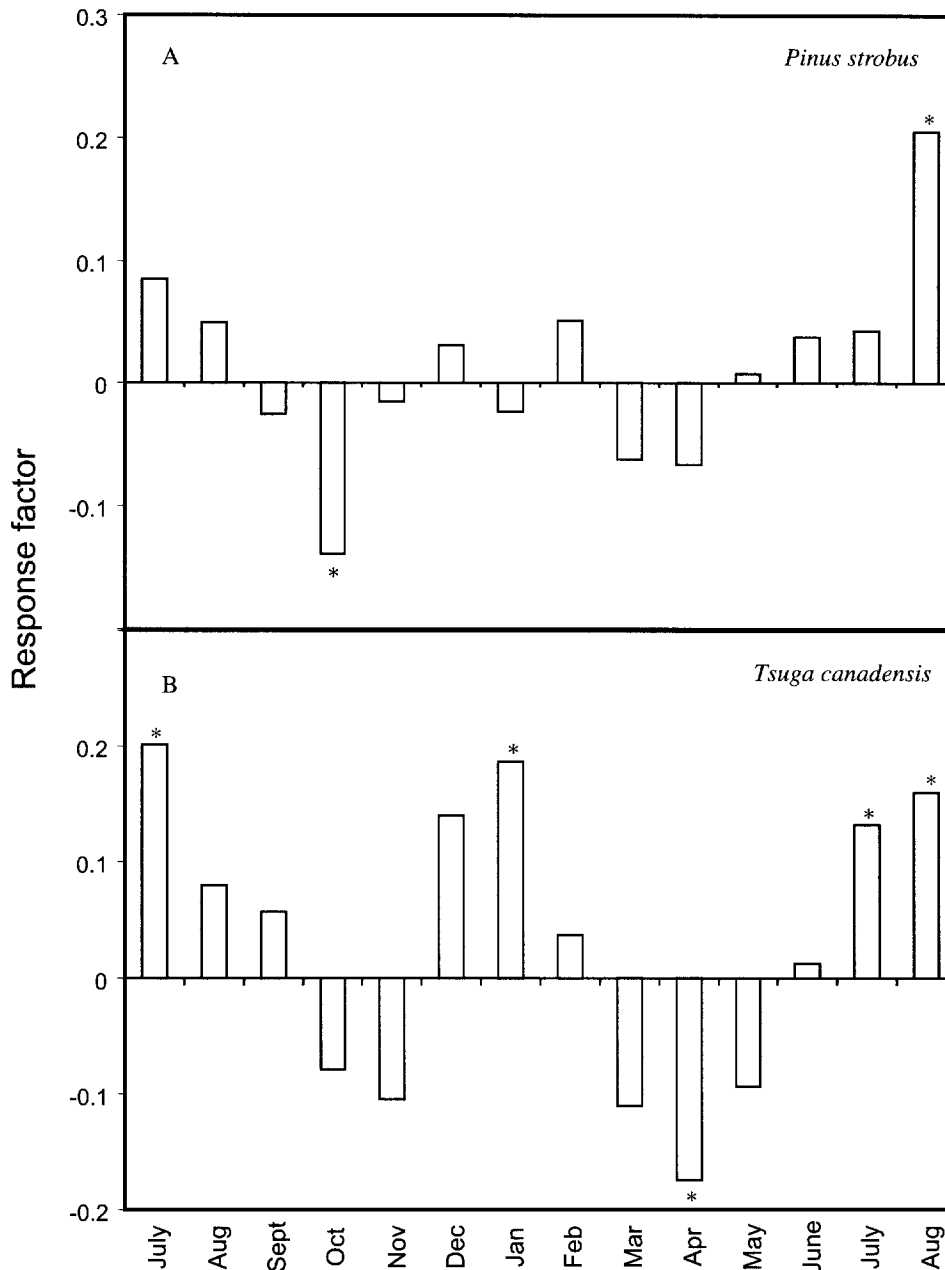 0.3
A
Pinus strobus
*
0.2
0.1
0
-0.1
*
Response factor
B
Tsuga canadensis
* * * *
0.2
0.1
0
-0.1
*
-0.2
July Aug Sept Oct Nov Dec Jan Feb Mar Apr May June July Aug